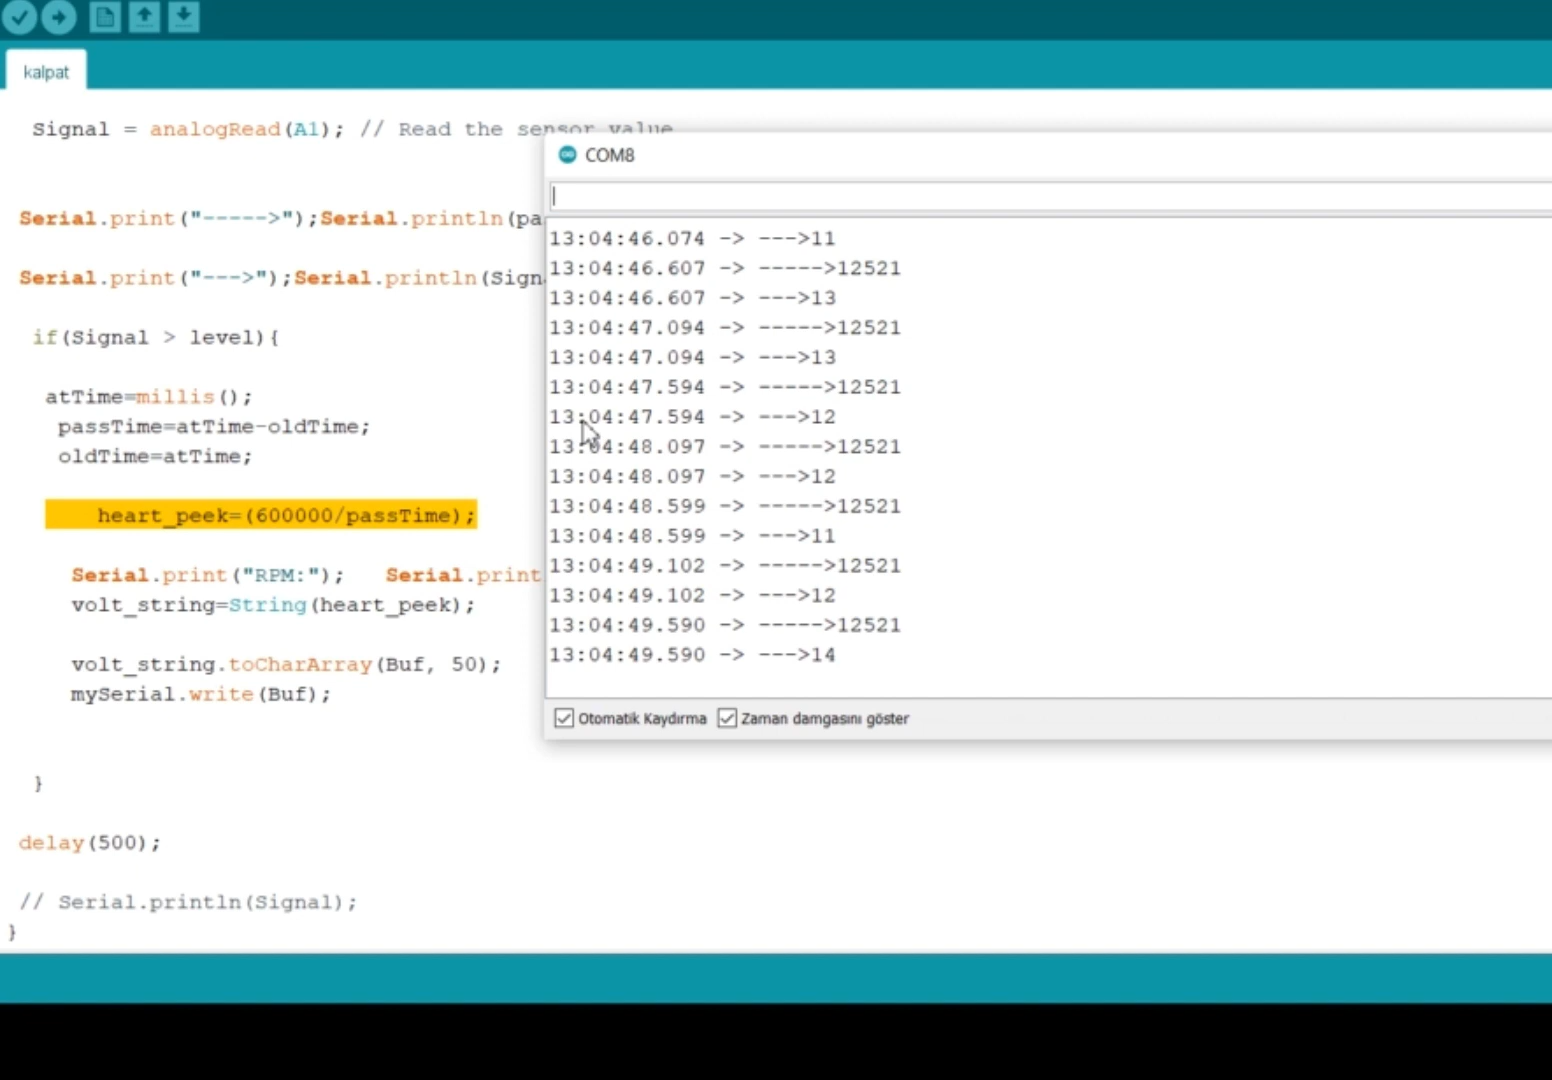 kalpat
Signal = analogRead(A1); // Read the sensor value
Serial.print("----->");Serial.println(pa
Serial.print("--->");Serial.println(Sign
if(Signal > level){
atTime=millis();
passTime=atTime-oldTime;
oldTime=atTime;
heart_peek=(600000/passTime);
Serial.print("RPM:"); Serial.print
volt_string=String(heart_peek);
volt_string.toCharArray(Buf, 50);
mySerial.write(Buf);
}
delay(500);
// Serial.println(Signal);
}
COM8
13:04:46.074 -> --->11
13:04:46.607 -> ----->12521
13:04:46.607 -> --->13
13:04:47.094 -> ----->12521
13:04:47.094 -> --->13
13:04:47.594 -> ----->12521
13:04:47.594 -> --->12
13:04:48.097 -> ----->12521
13:04:48.097 -> --->12
13:04:48.599 -> ----->12521
13:04:48.599 -> --->11
13:04:49.102 -> ----->12521
13:04:49.102 -> --->12
13:04:49.590 -> ----->12521
13:04:49.590 -> --->14
Otomatik Kaydırma Zaman damgasını göster